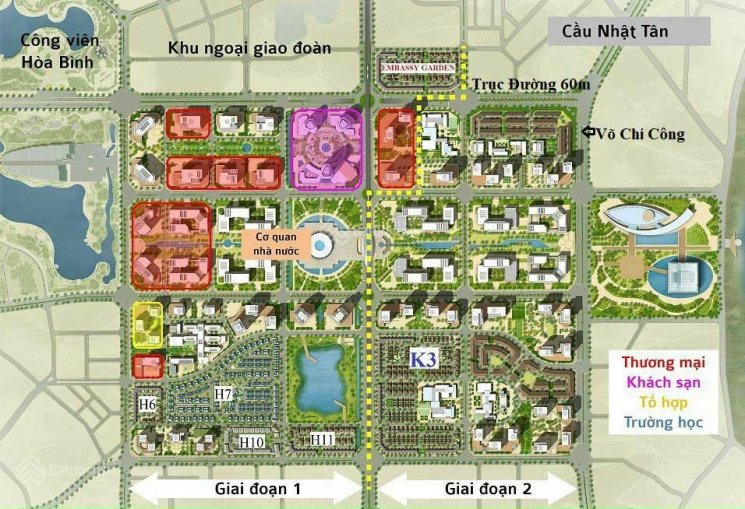 Công viên
Hòa Bình
Khu ngoại giao đoàn
Cầu Nhật Tân
EMBASSY GARDEN
Trục Đường 60m
Võ Chí Công
Cơ quan
nhà nước
K3
H6
H7
H10
H11
Thương mại
Khách sạn
Tổ hợp
Trường học
Giai đoạn 1
Giai đoạn 2